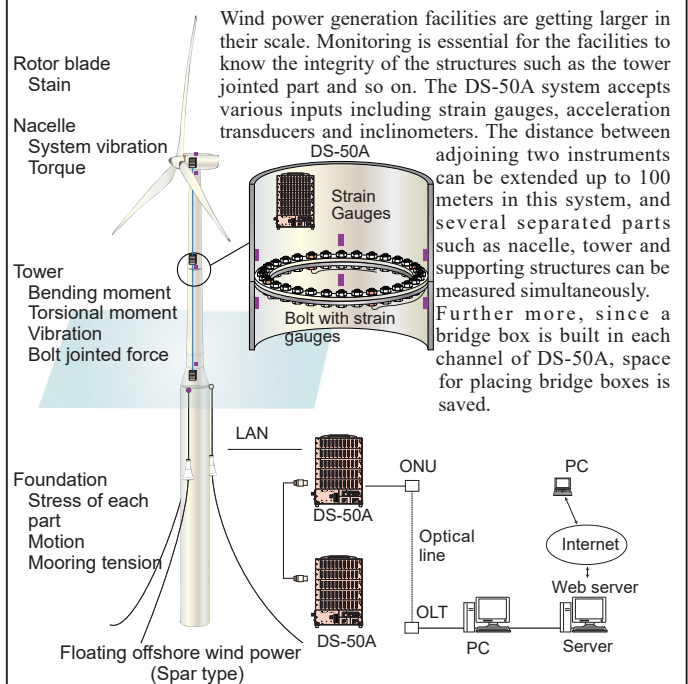 Wind power generation facilities are getting larger in
their scale. Monitoring is essential for the facilities to
know the integrity of the structures such as the tower
jointed part and so on. The DS-50A system accepts
various inputs including strain gauges, acceleration
transducers and inclinometers. The distance between
adjoining two instruments
can be extended up to 100
meters in this system, and
several separated parts
such as nacelle, tower and
supporting structures can be
measured simultaneously.
Further more, since a
bridge box is built in each
channel of DS-50A, space
for placing bridge boxes is
saved.
Rotor blade
Stain
Nacelle
System vibration
Torque
Tower
Bending moment
Torsional moment
Vibration
Bolt jointed force
Foundation
Stress of each
part
Motion
Mooring tension
DS-50A
Strain
Gauges
Bolt with strain
gauges
LAN
DS-50A
DS-50A
ONU
Optical
line
OLT
PC
Internet
Web server
PC
Server
Floating offshore wind power
(Spar type)